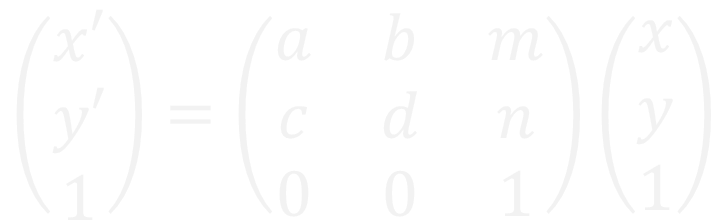 x′ a b m x
y′ = c d n y
1 0 0 1 1